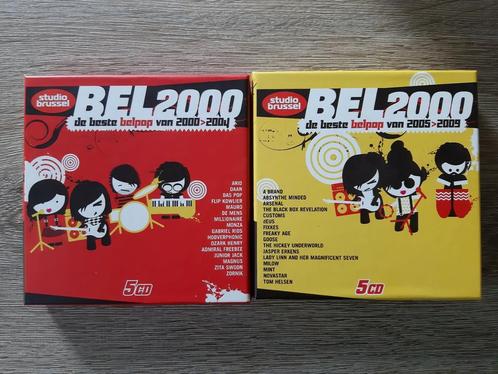 studio
brussel
BEL2000
de beste belpop van 2000>2004
ARID
DAAN
DAS POP
FLIP KOWLIER
MAURO
DE MENS
MILLIONAIRE
MONZA
GABRIEL RIOS
HOOVERPHONIC
OZARK HENRY
ADMIRAL FREEBEE
JUNIOR JACK
MAGNUS
ZITA SWOON
ZORNIK
5CD
studio
brussel
BEL2000
de beste belpop van 2005>2009
A BRAND
ABSYNTHE MINDED
ARSENAL
THE BLACK BOX REVELATION
CUSTOMS
dEUS
FIXKES
FREAKY AGE
GOOSE
THE HICKEY UNDERWORLD
JASPER ERKENS
LADY LINN AND HER MAGNIFICENT SEVEN
MILOW
MINT
NOVASTAR
TOM HELSEN
5CD